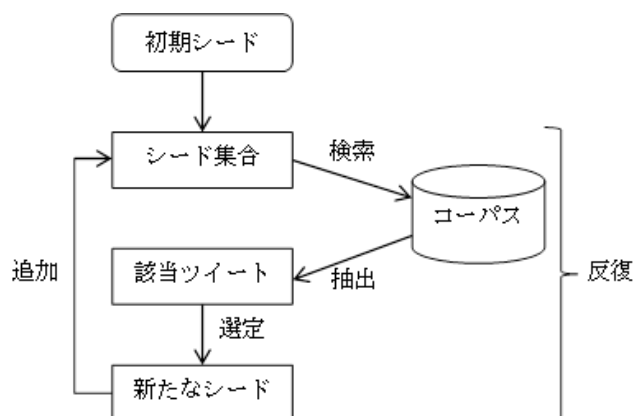 初期シード
シード集合
検索
コーパス
追加
該当ツイート
抽出
反復
選定
新たなシード